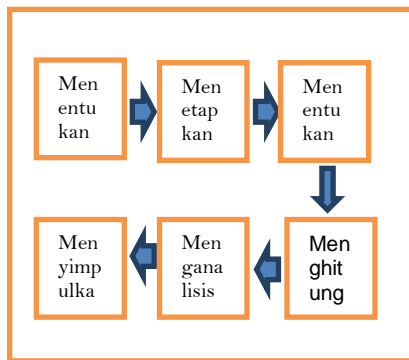 Men
entu
kan
Men
etap
kan
Men
entu
kan
Men
ghit
ung
Men
gana
lisis
Men
yimp
ulka